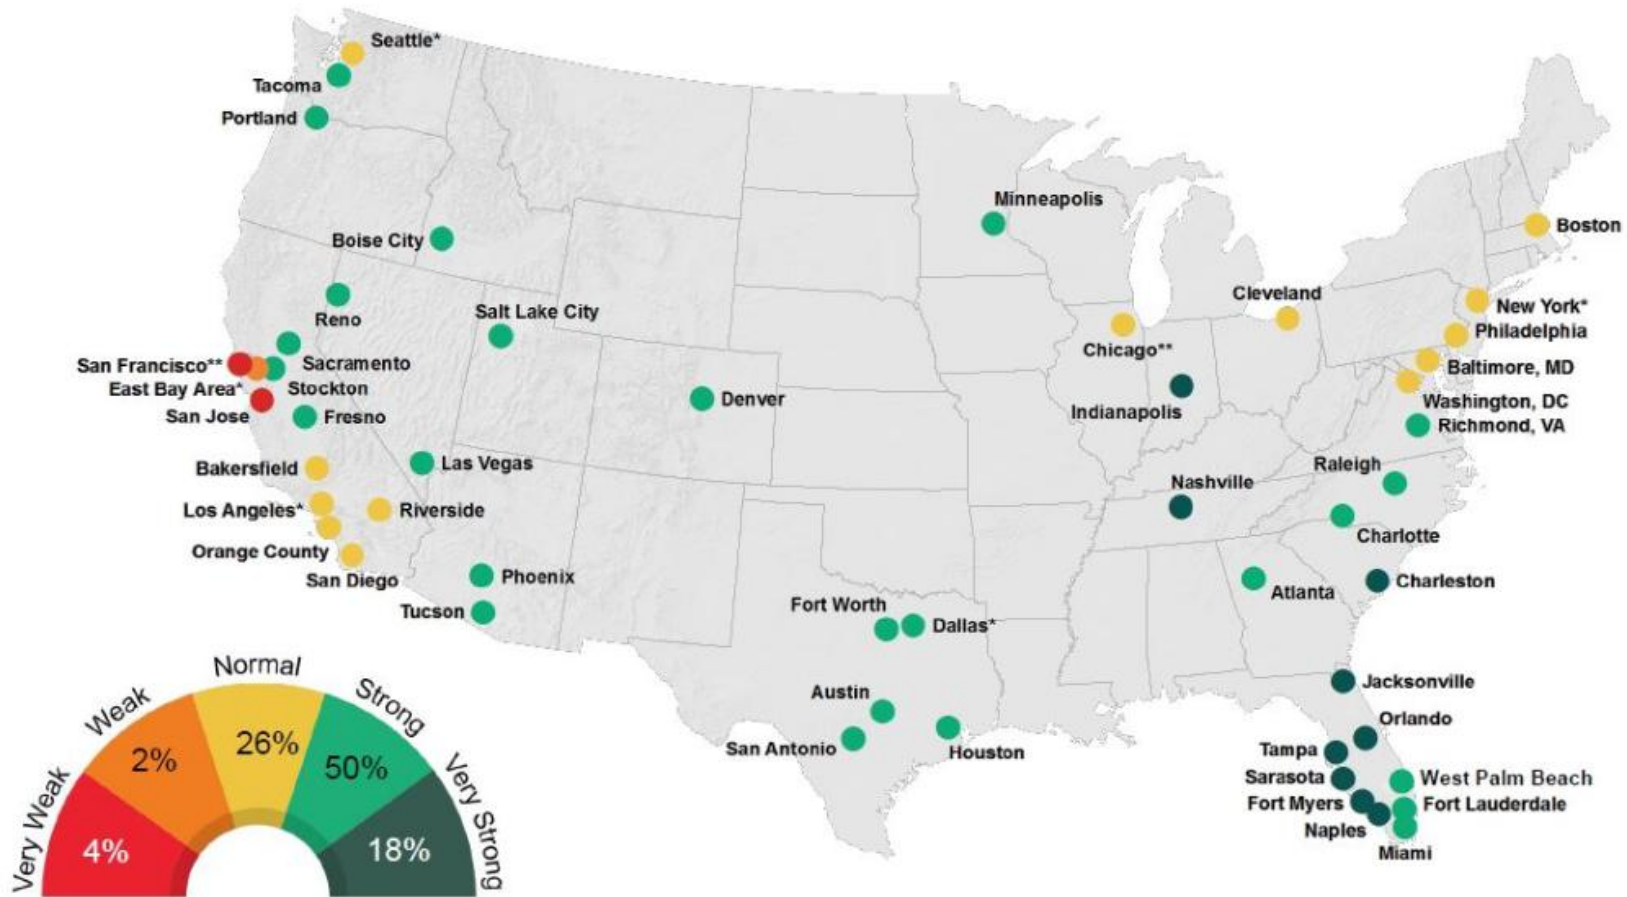 Seattle*
Tacoma
Portland
Minneapolis
Boston
Boise City
Cleveland
New York*
Reno
Salt Lake City
Philadelphia
Chicago**
San Francisco**
Sacramento
Baltimore, MD
East Bay Area*
Stockton
Denver
Indianapolis
Washington, DC
San Jose
Fresno
Richmond, VA
Bakersfield
Las Vegas
Raleigh
Nashville
Los Angeles*
Riverside
Charlotte
Orange County
San Diego
Phoenix
Charleston
Atlanta
Tucson
Fort Worth
Dallas*
Jacksonville
Austin
Orlando
San Antonio
Houston
Tampa
Sarasota
West Palm Beach
Fort Myers
Fort Lauderdale
Naples
Miami
Very Weak
Weak
Normal
Strong
Very Strong
4%
2%
26%
50%
18%